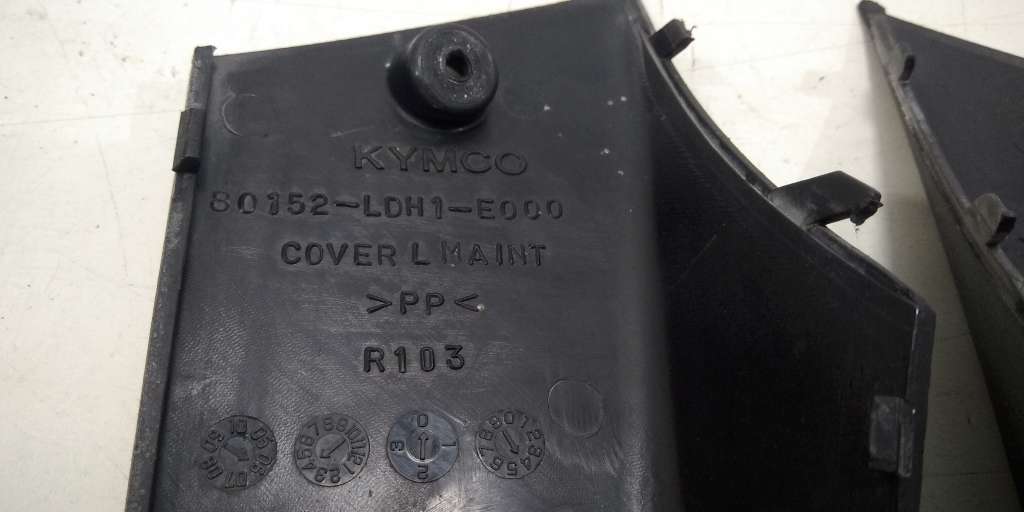 KYMCO
80152-LDH1-E000
COVER L MAINT
>PP<
R103